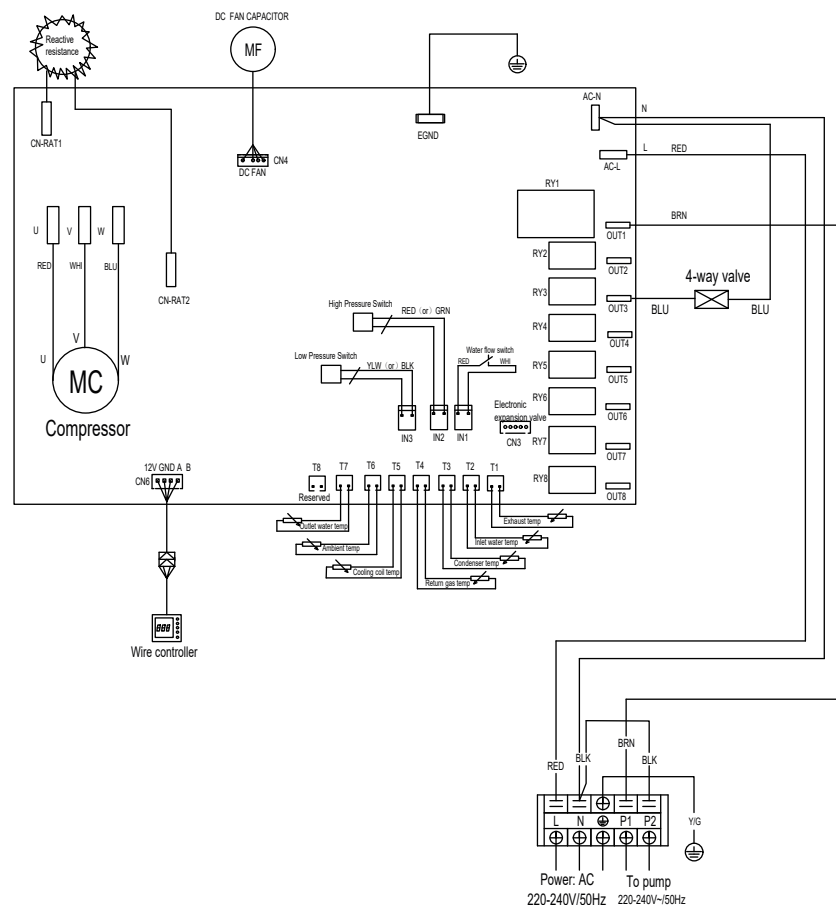 DC FAN CAPACITOR
Reactive
resistance
MF
AC-N
N
CN-RAT1
EGND
CN4
DC FAN
L
RED
AC-L
RY1
BRN
OUT1
U
V
W
RED
WHI
BLU
RY2
OUT2
4-way valve
CN-RAT2
RY3
OUT3
BLU
BLU
High Pressure Switch
RED (or) GRN
RY4
OUT4
V
U
W
MC
Compressor
Low Pressure Switch
YLW (or) BLK
Water flow switch
RED
WHI
RY5
OUT5
Electronic
expansion valve
CN3
IN3
IN2
IN1
RY6
OUT6
RY7
OUT7
12V GND A B
CN6
T8
T7
T6
T5
T4
T3
T2
T1
Reserved
RY8
OUT8
Outlet water temp
Exhaust temp
Ambient temp
Inlet water temp
Cooling coil temp
Condenser temp
Return gas temp
888
Wire controller
RED
BLK
BRN
BLK
Y/G
L
N
P1
P2
Power: AC
220-240V/50Hz
To pump
220-240V~/50Hz